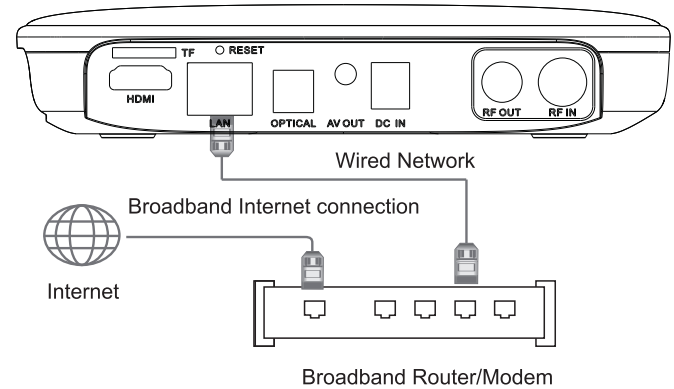 TF
RESET
HDMI
LAN
OPTICAL
AV OUT
DC IN
RF OUT
RF IN
Wired Network
Broadband Internet connection
Internet
Broadband Router/Modem